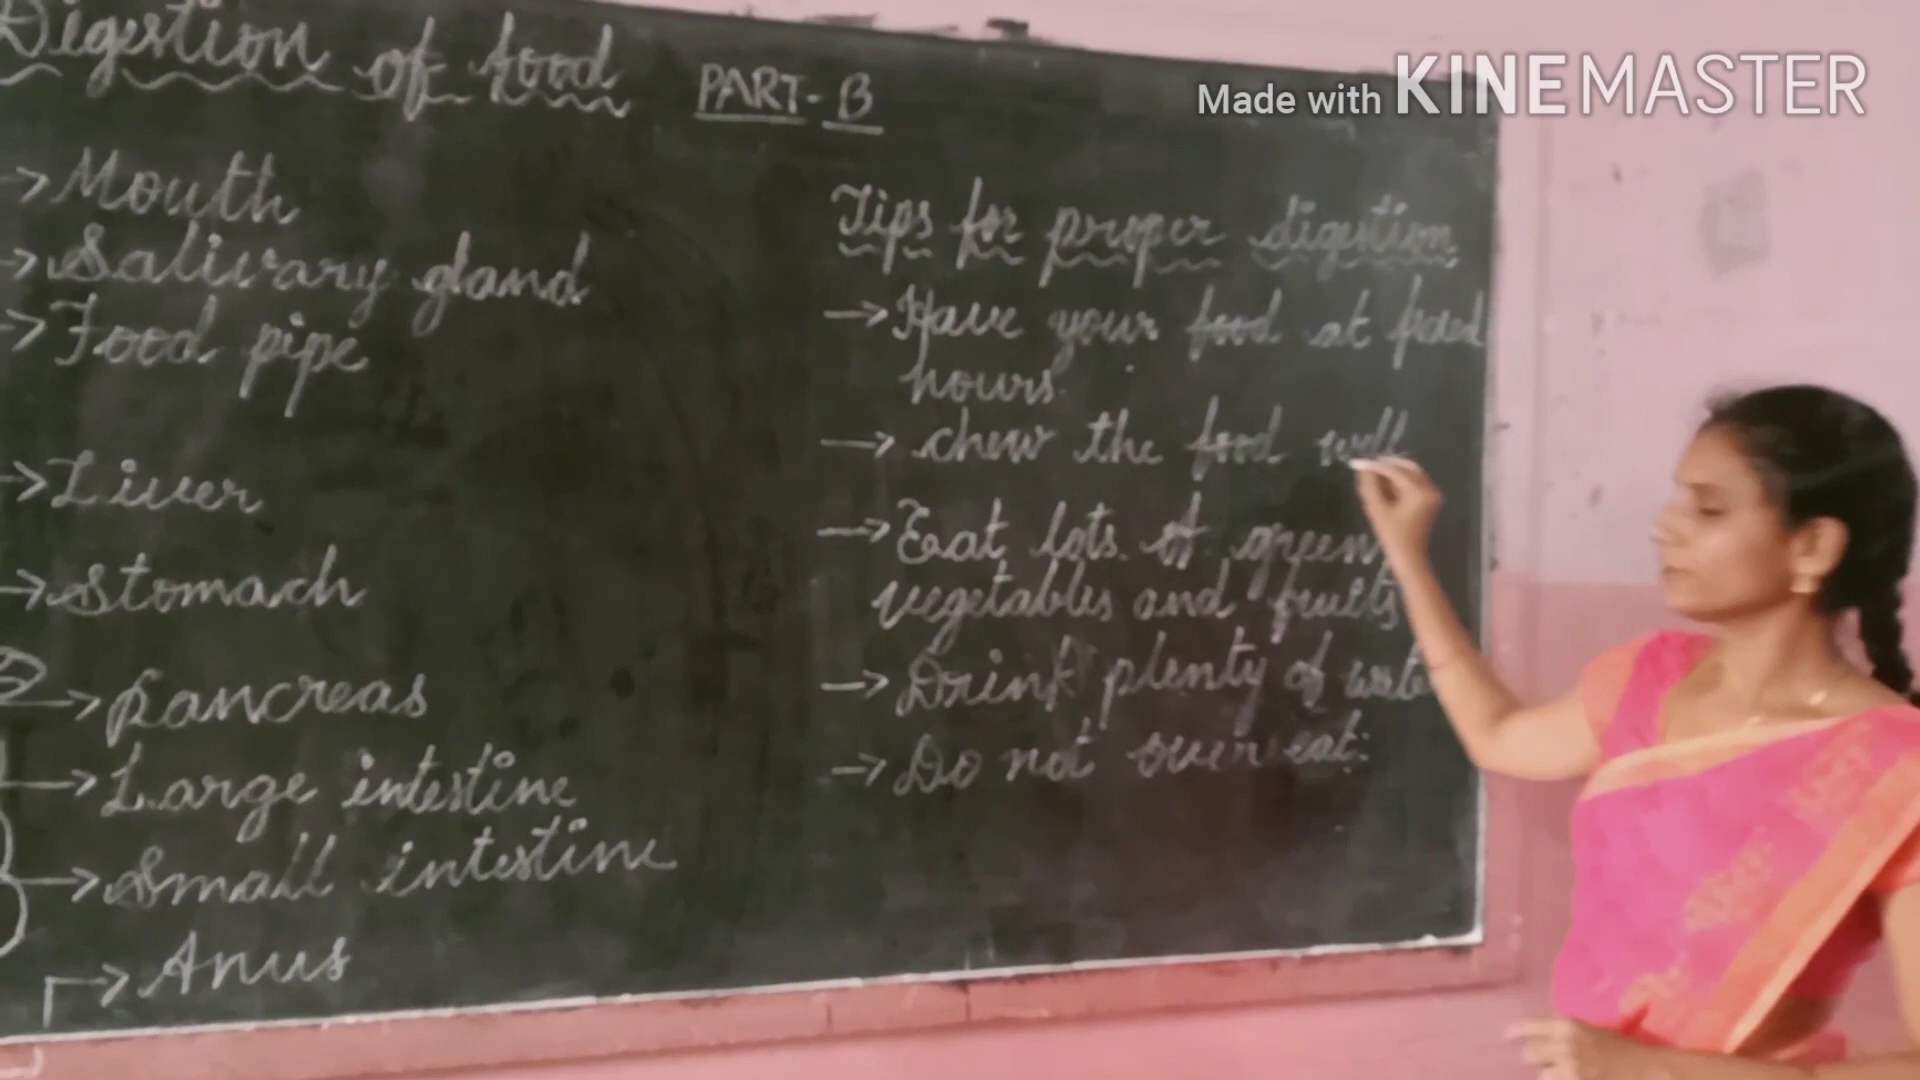 Digestion of food
PART-B
Made with KINEMASTER
→ Mouth
→ Salivary gland
→ Food pipe
→ Liver
→ Stomach
→ Pancreas
→ Large intestine
→ Small intestine
→ Anus
Tips for proper digestion
→ Have your food at fixed
hours.
→ chew the food well
→ Eat lots of green
vegetables and fruits
→ Drink plenty of water
→ Do not over eat.